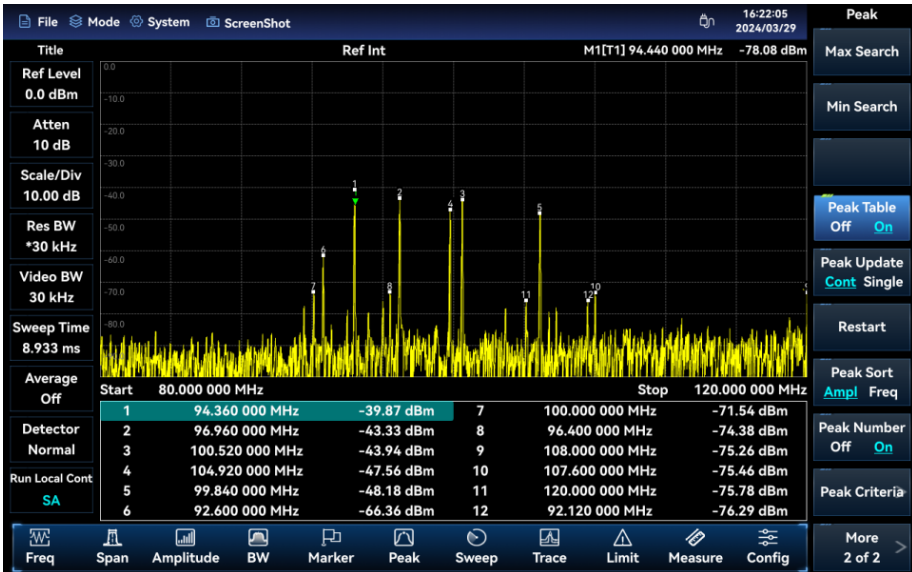 File Mode System ScreenShot 16:22:05
2024/03/29
Peak
Title Ref Int M1[T1] 94.440 000 MHz -78.08 dBm
Ref Level
0.0 dBm
Atten
10 dB
Scale/Div
10.00 dB
Res BW
*30 kHz
Video BW
30 kHz
Sweep Time
8.933 ms
Average
Off
Detector
Normal
Run Local Cont
SA
0.0
-10.0
-20.0
-30.0
-40.0
-50.0
-60.0
-70.0
-80.0
1
2
3
4
5
6
7
8
11
12
10
Start 80.000 000 MHz Stop 120.000 000 MHz
1 94.360 000 MHz -39.87 dBm 7 100.000 000 MHz -71.54 dBm
2 96.960 000 MHz -43.33 dBm 8 96.400 000 MHz -74.38 dBm
3 100.520 000 MHz -43.94 dBm 9 108.000 000 MHz -75.26 dBm
4 104.920 000 MHz -47.56 dBm 10 107.600 000 MHz -75.46 dBm
5 99.840 000 MHz -48.18 dBm 11 120.000 000 MHz -75.78 dBm
6 92.600 000 MHz -66.36 dBm 12 92.120 000 MHz -76.29 dBm
Max Search
Min Search
Peak Table
Off On
Peak Update
Cont Single
Restart
Peak Sort
Ampl Freq
Peak Number
Off On
Peak Criteria
More
2 of 2
Freq Span Amplitude BW Marker Peak Sweep Trace Limit Measure Config